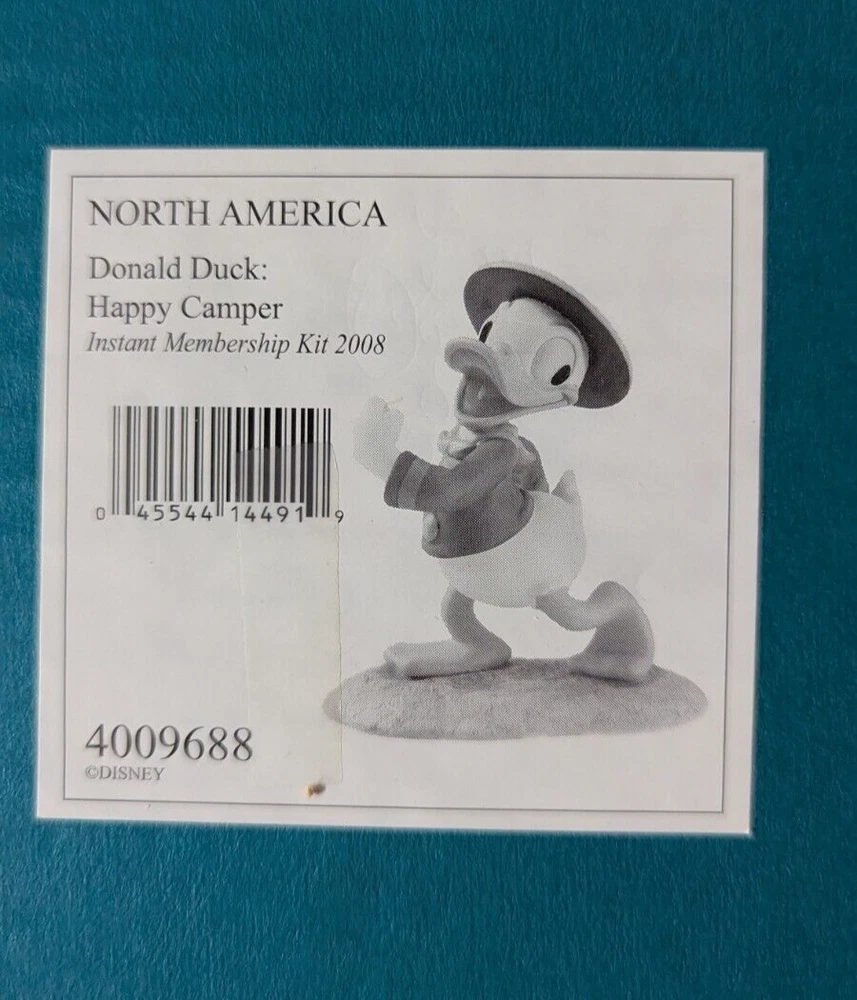 NORTH AMERICA
Donald Duck:
Happy Camper
Instant Membership Kit 2008
0 45544 14491 9
4009688
©DISNEY